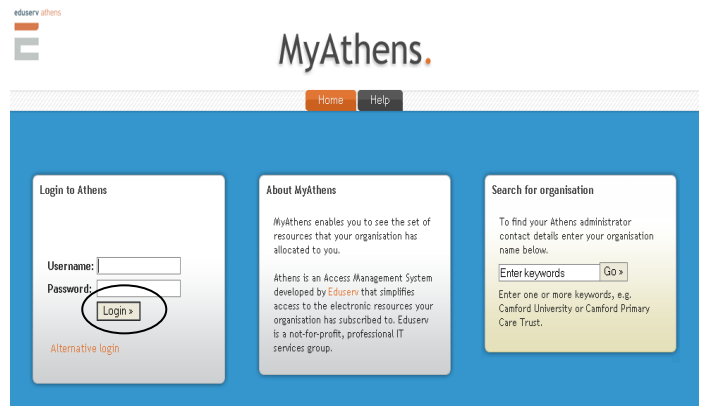 eduserv athens
MyAthens.
Home Help
Login to Athens
Username:
Password:
Login »
Alternative login
About MyAthens
MyAthens enables you to see the set of
resources that your organisation has
allocated to you.
Athens is an Access Management System
developed by Eduserv that simplifies
access to the electronic resources your
organisation has subscribed to. Eduserv
is a not-for-profit, professional IT
services group.
Search for organisation
To find your Athens administrator
contact details enter your organisation
name below.
Enter keywords Go »
Enter one or more keywords, e.g.
Camford University or Camford Primary
Care Trust.